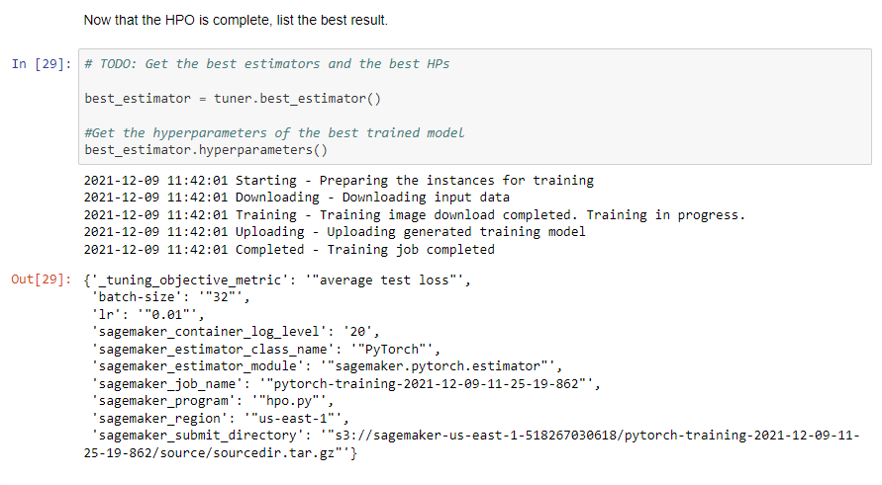 Now that the HPO is complete, list the best result.
In [29]: # TODO: Get the best estimators and the best HPs
best_estimator = tuner.best_estimator()
#Get the hyperparameters of the best trained model
best_estimator.hyperparameters()
2021-12-09 11:42:01 Starting - Preparing the instances for training
2021-12-09 11:42:01 Downloading - Downloading input data
2021-12-09 11:42:01 Training - Training image download completed. Training in progress.
2021-12-09 11:42:01 Uploading - Uploading generated training model
2021-12-09 11:42:01 Completed - Training job completed
Out[29]: {'_tuning_objective_metric': '"average test loss"',
'batch-size': '"32"',
'lr': '"0.01"',
'sagemaker_container_log_level': '20',
'sagemaker_estimator_class_name': '"PyTorch"',
'sagemaker_estimator_module': '"sagemaker.pytorch.estimator"',
'sagemaker_job_name': '"pytorch-training-2021-12-09-11-25-19-862"',
'sagemaker_program': '"hpo.py"',
'sagemaker_region': '"us-east-1"',
'sagemaker_submit_directory': '"s3://sagemaker-us-east-1-518267030618/pytorch-training-2021-12-09-11-
25-19-862/source/sourcedir.tar.gz"'}